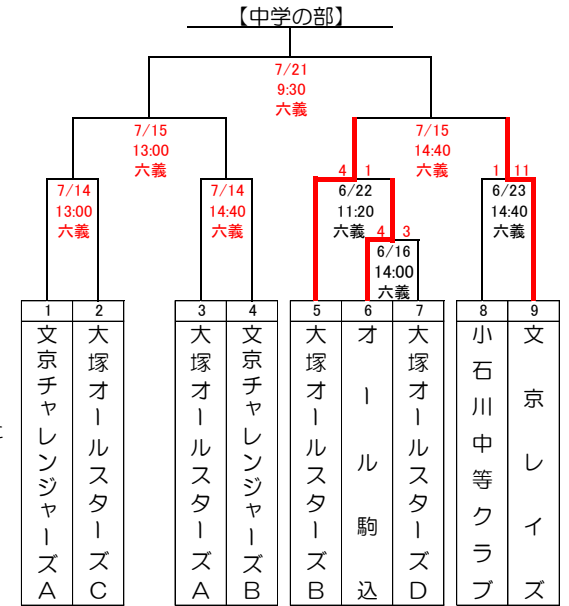 【中学の部】
7/21
9:30
六義
7/15
13:00
六義
7/15
14:40
六義
7/14
13:00
六義
7/14
14:40
六義
4 1
6/22
11:20
六義
1 11
6/23
14:40
六義
4 3
6/16
14:00
六義
1 2 3 4 5 6 7 8 9
文京チャレンジャーズA
大塚オールスターズC
大塚オールスターズA
文京チャレンジャーズB
大塚オールスターズB
オール駒込
大塚オールスターズD
小石川中等クラブ
文京レイズ